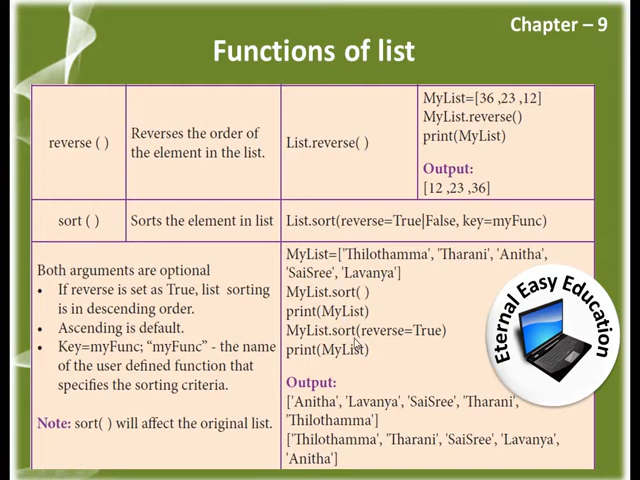 Chapter – 9
Functions of list
reverse ( )
Reverses the order of
the element in the list.
List.reverse( )
MyList=[36 ,23 ,12]
MyList.reverse()
print(MyList)
Output:
[12 ,23 ,36]
sort ( )
Sorts the element in list
List.sort(reverse=True|False, key=myFunc)
Both arguments are optional
• If reverse is set as True, list sorting
is in descending order.
• Ascending is default.
• Key=myFunc; “myFunc” - the name
of the user defined function that
specifies the sorting criteria.
Note: sort( ) will affect the original list.
MyList=['Thilothamma', 'Tharani', 'Anitha',
'SaiSree', 'Lavanya']
MyList.sort( )
print(MyList)
MyList.sort(reverse=True)
print(MyList)
Output:
['Anitha', 'Lavanya', 'SaiSree', 'Tharani',
'Thilothamma']
['Thilothamma', 'Tharani', 'SaiSree', 'Lavanya',
'Anitha']
Eternal Easy Education